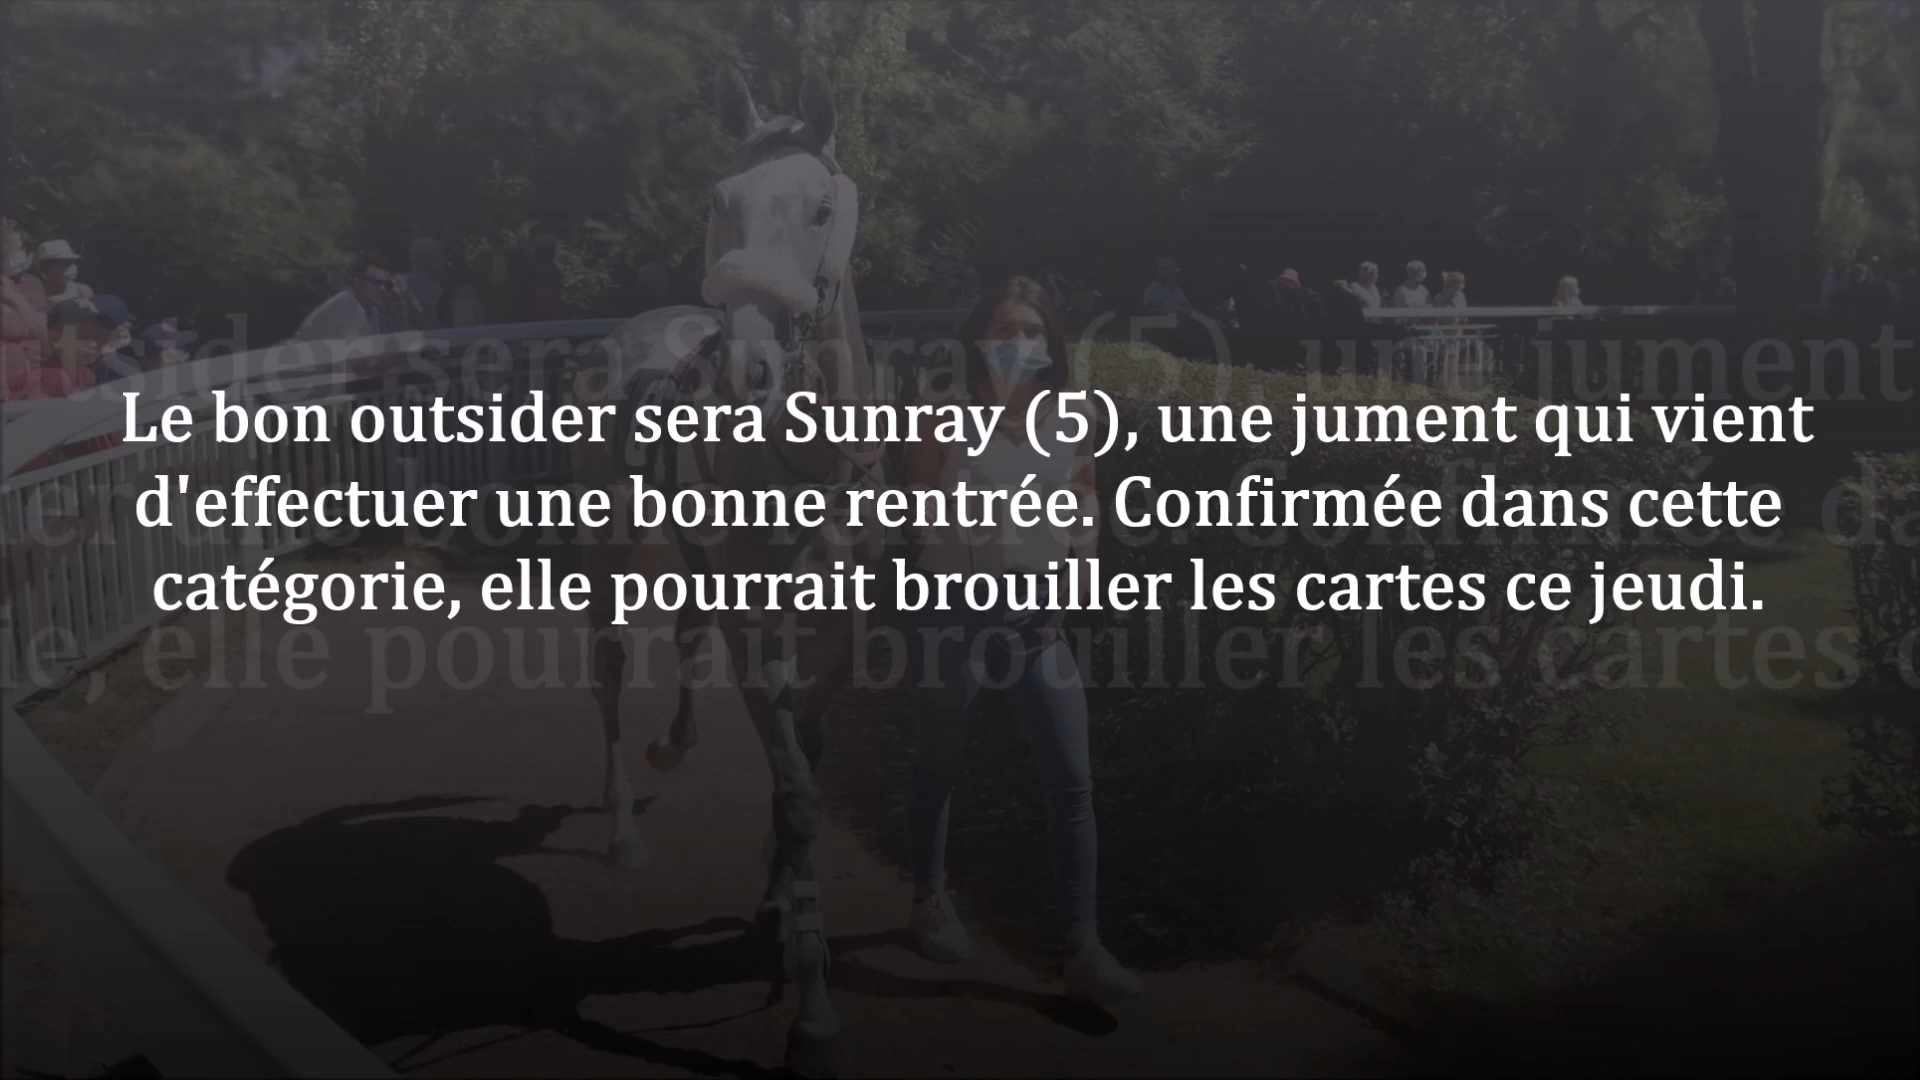 Le bon outsider sera Sunray (5), une jument qui vient
d'effectuer une bonne rentrée. Confirmée dans cette
catégorie, elle pourrait brouiller les cartes ce jeudi.